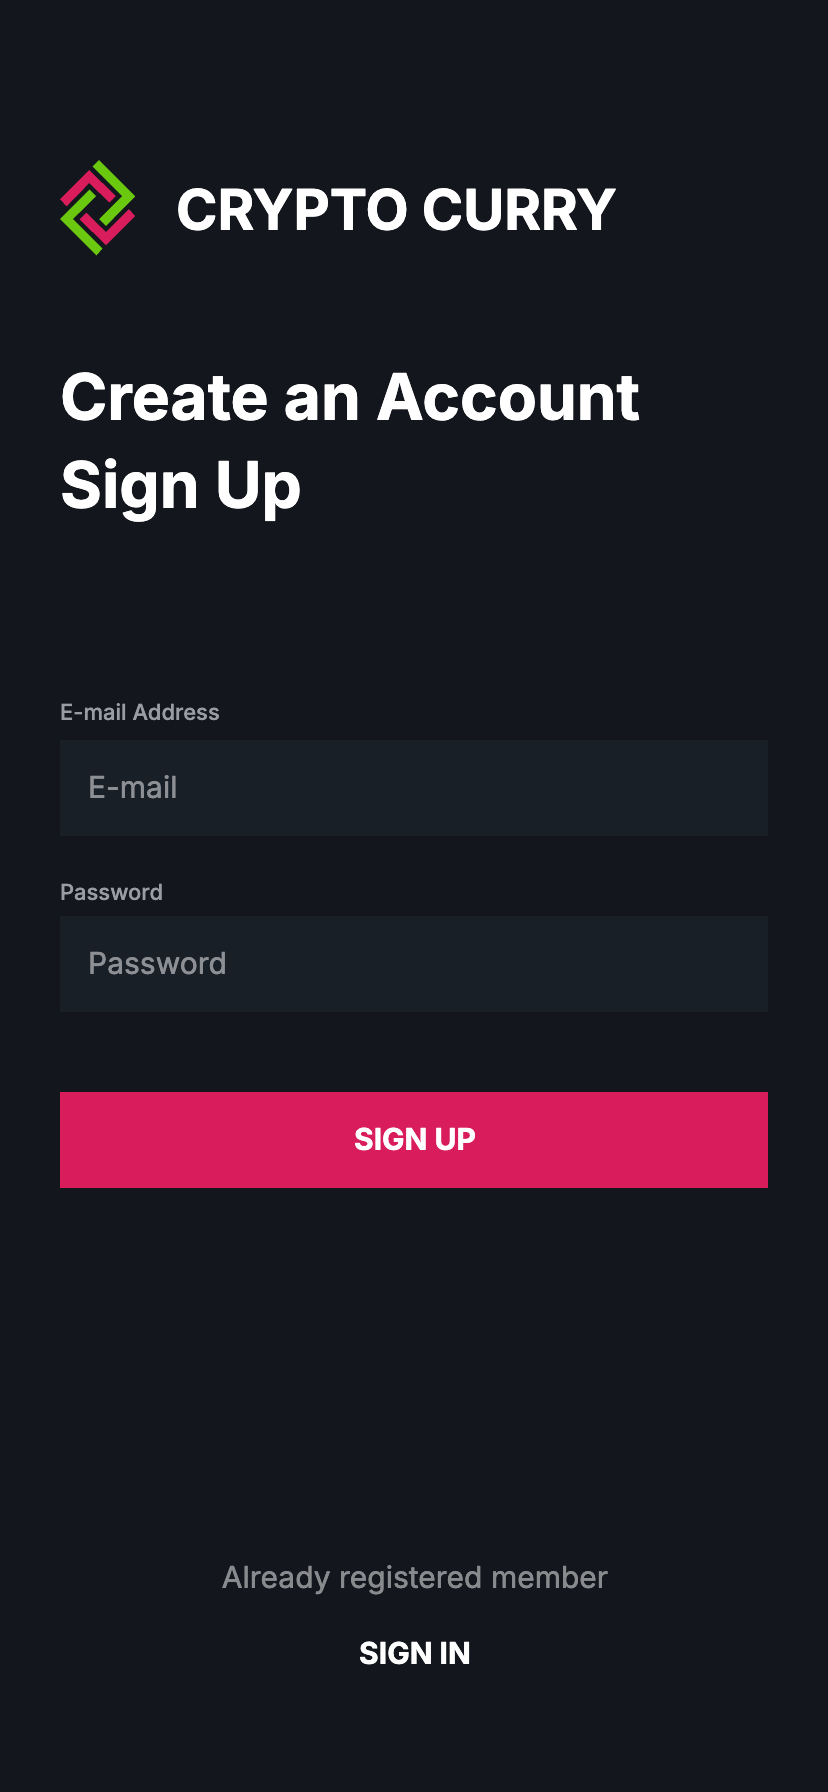 CRYPTO CURRY
Create an Account
Sign Up
E-mail Address
E-mail
Password
Password
SIGN UP
Already registered member
SIGN IN